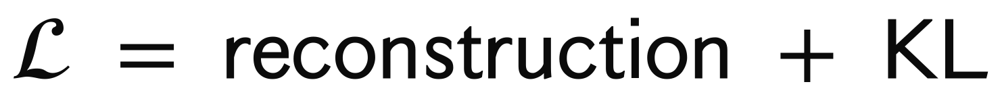 ℒ = reconstruction + KL